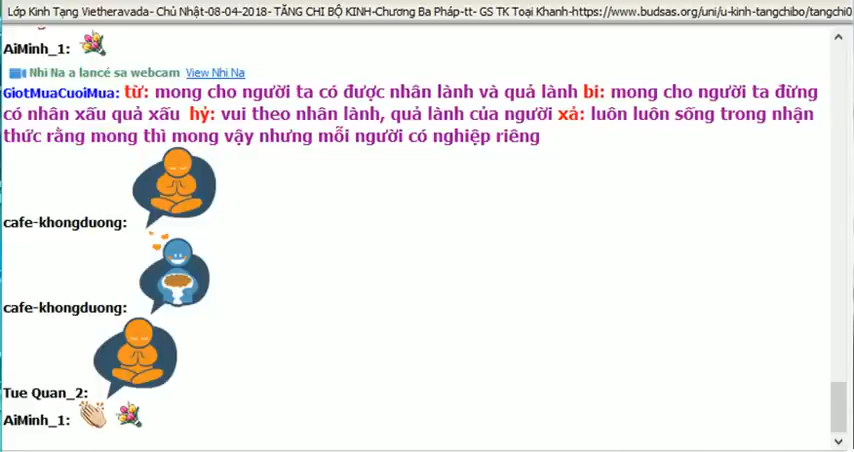 Lớp Kinh Tạng Vietheravada- Chủ Nhật-08-04-2018- TĂNG CHI BỘ KINH-Chương Ba Pháp-tt- GS TK Toại Khanh-https://www.budsas.org/uni/u-kinh-tangchibo/tangchi0
AiMinh_1:
Nhi Na a lancé sa webcam View Nhi Na
GiotMuaCuoiMua: từ: mong cho người ta có được nhân lành và quả lành bi: mong cho người ta đừng
có nhân xấu quả xấu hỷ: vui theo nhân lành, quả lành của người xả: luôn luôn sống trong nhận
thức rằng mong thì mong vậy nhưng mỗi người có nghiệp riêng
cafe-khongduong:
cafe-khongduong:
Tue Quan_2:
AiMinh_1: